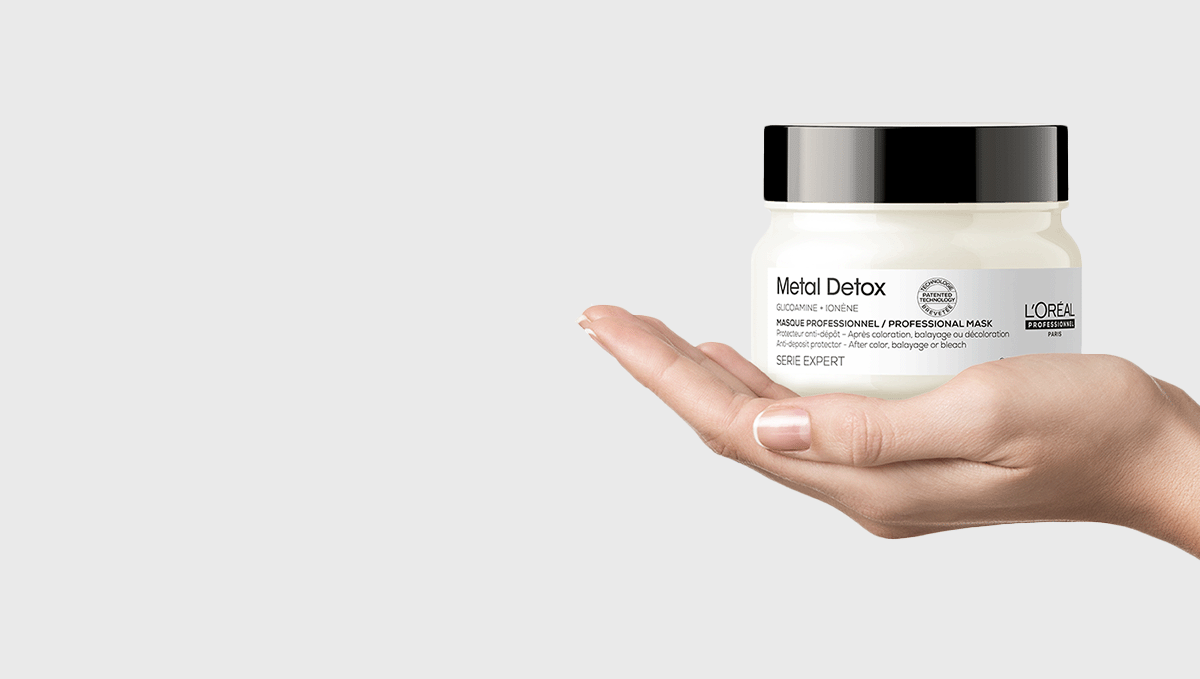 Metal Detox
GLICOAMINE + IONÈNE
TECHNOLOGIE
PATENTED
TECHNOLOGY
BREVETÉE
MASQUE PROFESSIONNEL / PROFESSIONAL MASK
Protecteur anti-dépôt - Après coloration, balayage ou décoloration
Anti-deposit protector - After color, balayage or bleach
SERIE EXPERT
L'ORÉAL
PROFESSIONNEL
PARIS